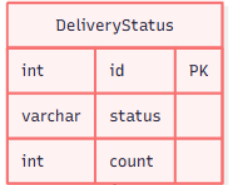 DeliveryStatus
int id PK
varchar status
int count